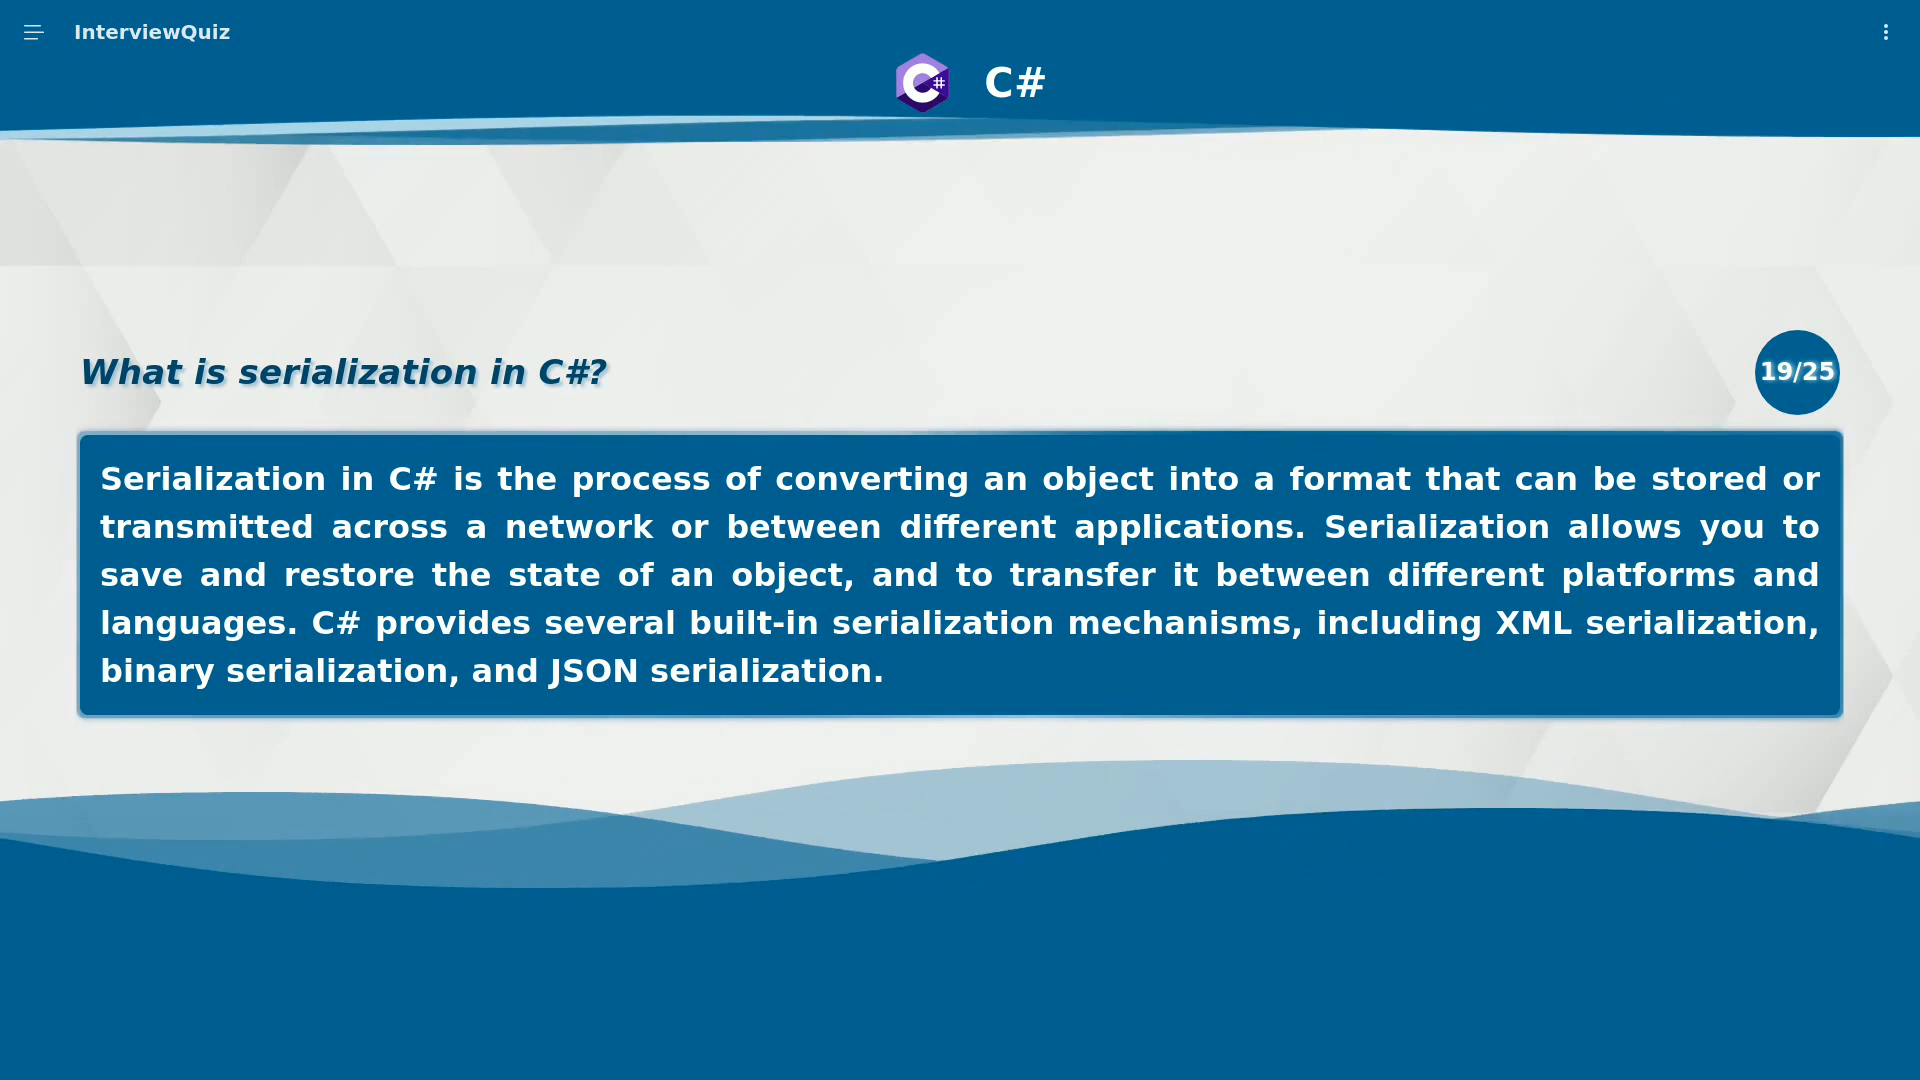 InterviewQuiz
C#
What is serialization in C#?
19/25
Serialization in C# is the process of converting an object into a format that can be stored or
transmitted across a network or between different applications. Serialization allows you to
save and restore the state of an object, and to transfer it between different platforms and
languages. C# provides several built-in serialization mechanisms, including XML serialization,
binary serialization, and JSON serialization.